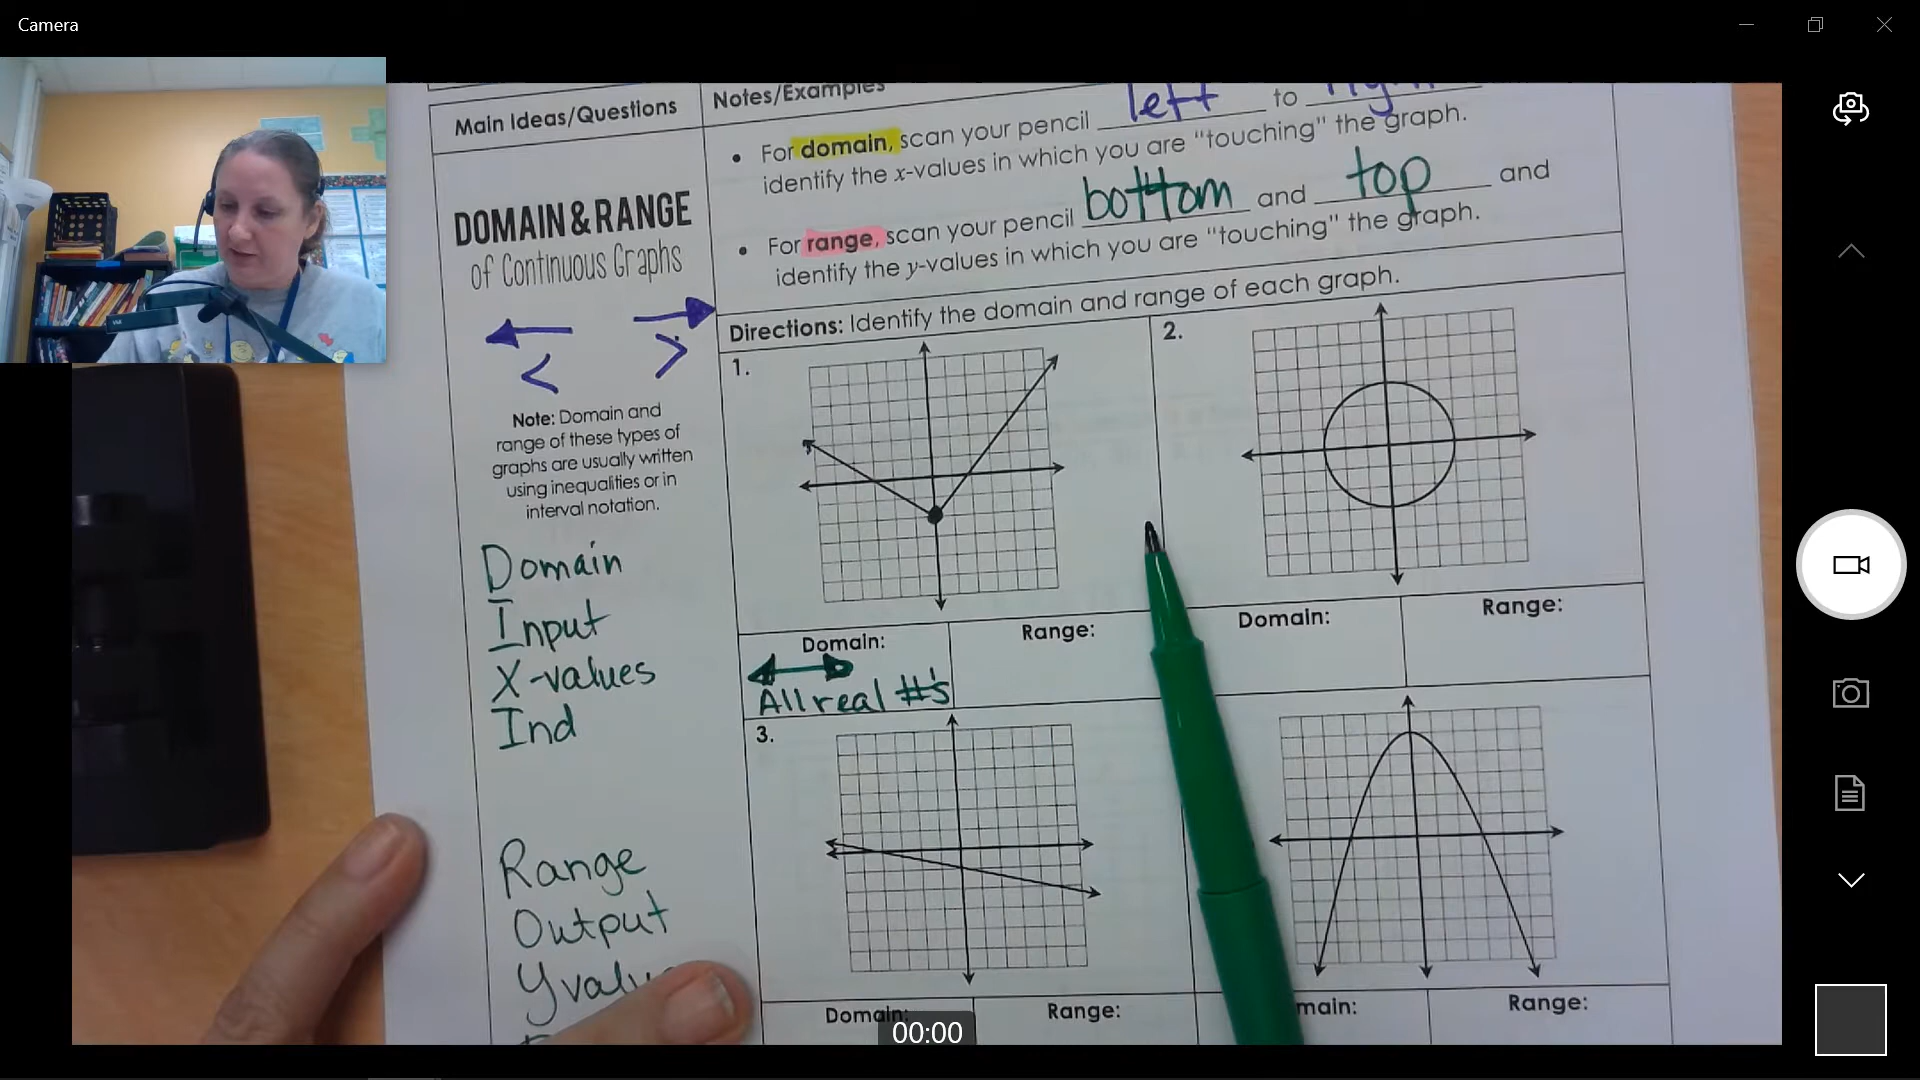 Camera
Main Ideas/Questions
Notes/Examples
DOMAIN & RANGE
of Continuous Graphs
< >
Note: Domain and
range of these types of
graphs are usually written
using inequalities or in
interval notation.
Domain
Input
X-values
Ind
Range
Output
• For domain, scan your pencil left to right
identify the x-values in which you are "touching" the graph.
• For range, scan your pencil bottom and top and
identify the y-values in which you are "touching" the graph.
Directions: Identify the domain and range of each graph.
1.
2.
Domain:
Range:
Domain:
Range:
All real #'s
3.
Domain:
Range:
main:
Range:
00:00